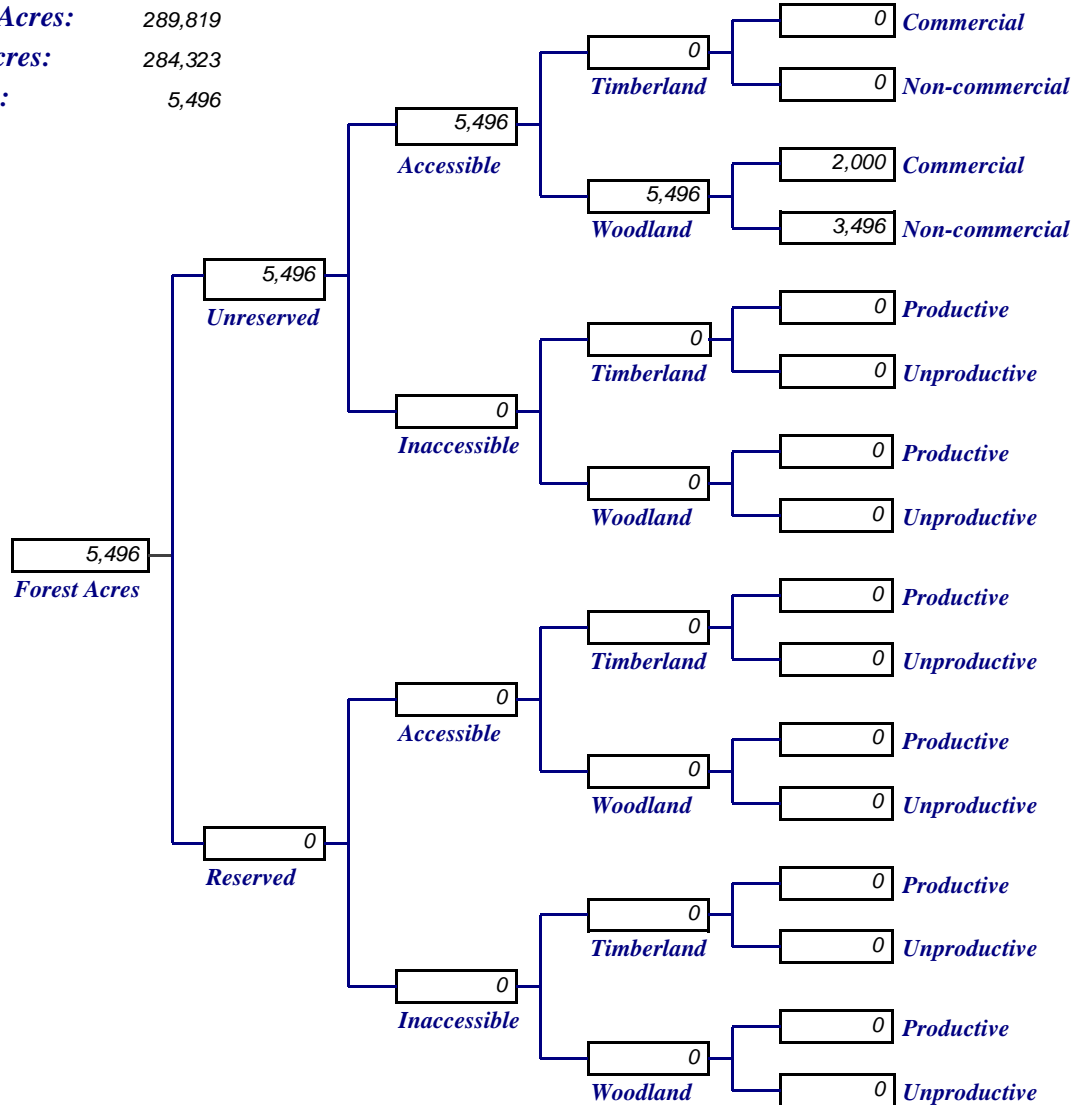 Acres: 289,819
cres: 284,323
: 5,496
0 Commercial
0
Timberland
0 Non-commercial
5,496
Accessible
2,000 Commercial
5,496
Woodland
3,496 Non-commercial
5,496
Unreserved
0 Productive
0
Timberland
0 Unproductive
0
Inaccessible
0 Productive
0
Woodland
0 Unproductive
5,496
Forest Acres
0 Productive
0
Timberland
0 Unproductive
0
Accessible
0 Productive
0
Woodland
0 Unproductive
0
Reserved
0 Productive
0
Timberland
0 Unproductive
0
Inaccessible
0 Productive
0
Woodland
0 Unproductive